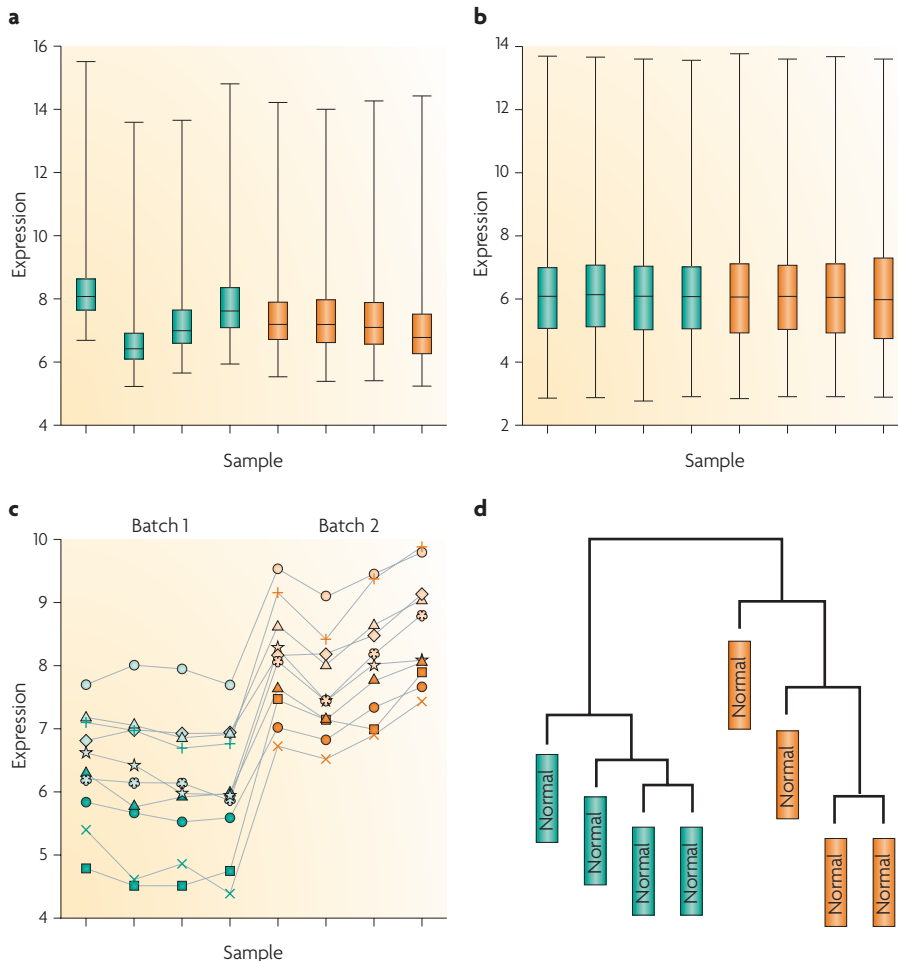 a
16
14
12
10
8
6
4
Expression
Sample
b
14
12
10
8
6
4
2
Expression
Sample
c
Batch 1
Batch 2
10
9
8
7
6
5
4
Expression
Sample
d
Normal
Normal
Normal
Normal
Normal
Normal
Normal
Normal